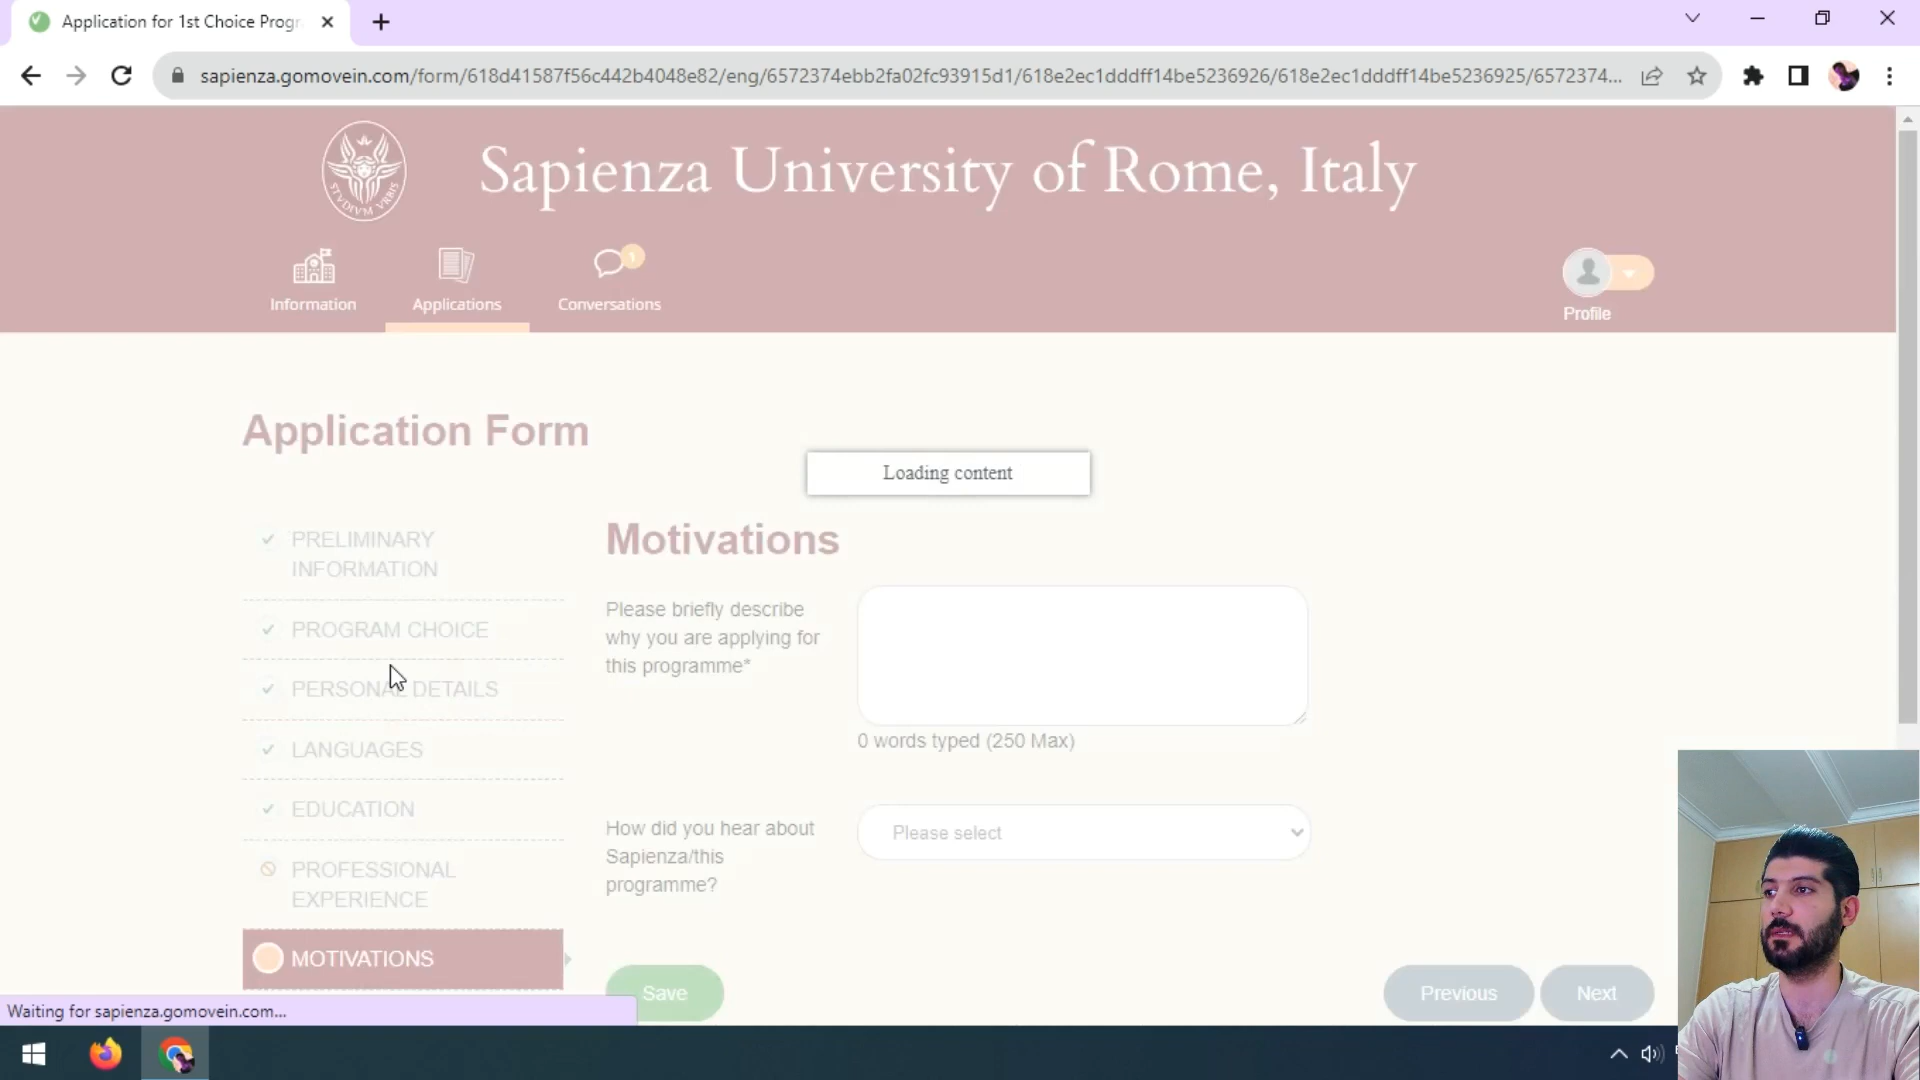 Application for 1st Choice Progr
sapienza.gomovein.com/form/618d41587f56c442b4048e82/eng/6572374ebb2fa02fc93915d1/618e2ec1dddff14be5236926/618e2ec1dddff14be5236925/6572374...
STVDIVM VRBIS
Sapienza University of Rome, Italy
1
Information
Applications
Conversations
Profile
Application Form
Loading content
PRELIMINARY
INFORMATION
PROGRAM CHOICE
PERSONAL DETAILS
LANGUAGES
EDUCATION
PROFESSIONAL
EXPERIENCE
MOTIVATIONS
Motivations
Please briefly describe
why you are applying for
this programme*
0 words typed (250 Max)
How did you hear about
Sapienza/this
programme?
Please select
Save
Previous
Next
Waiting for sapienza.gomovein.com...